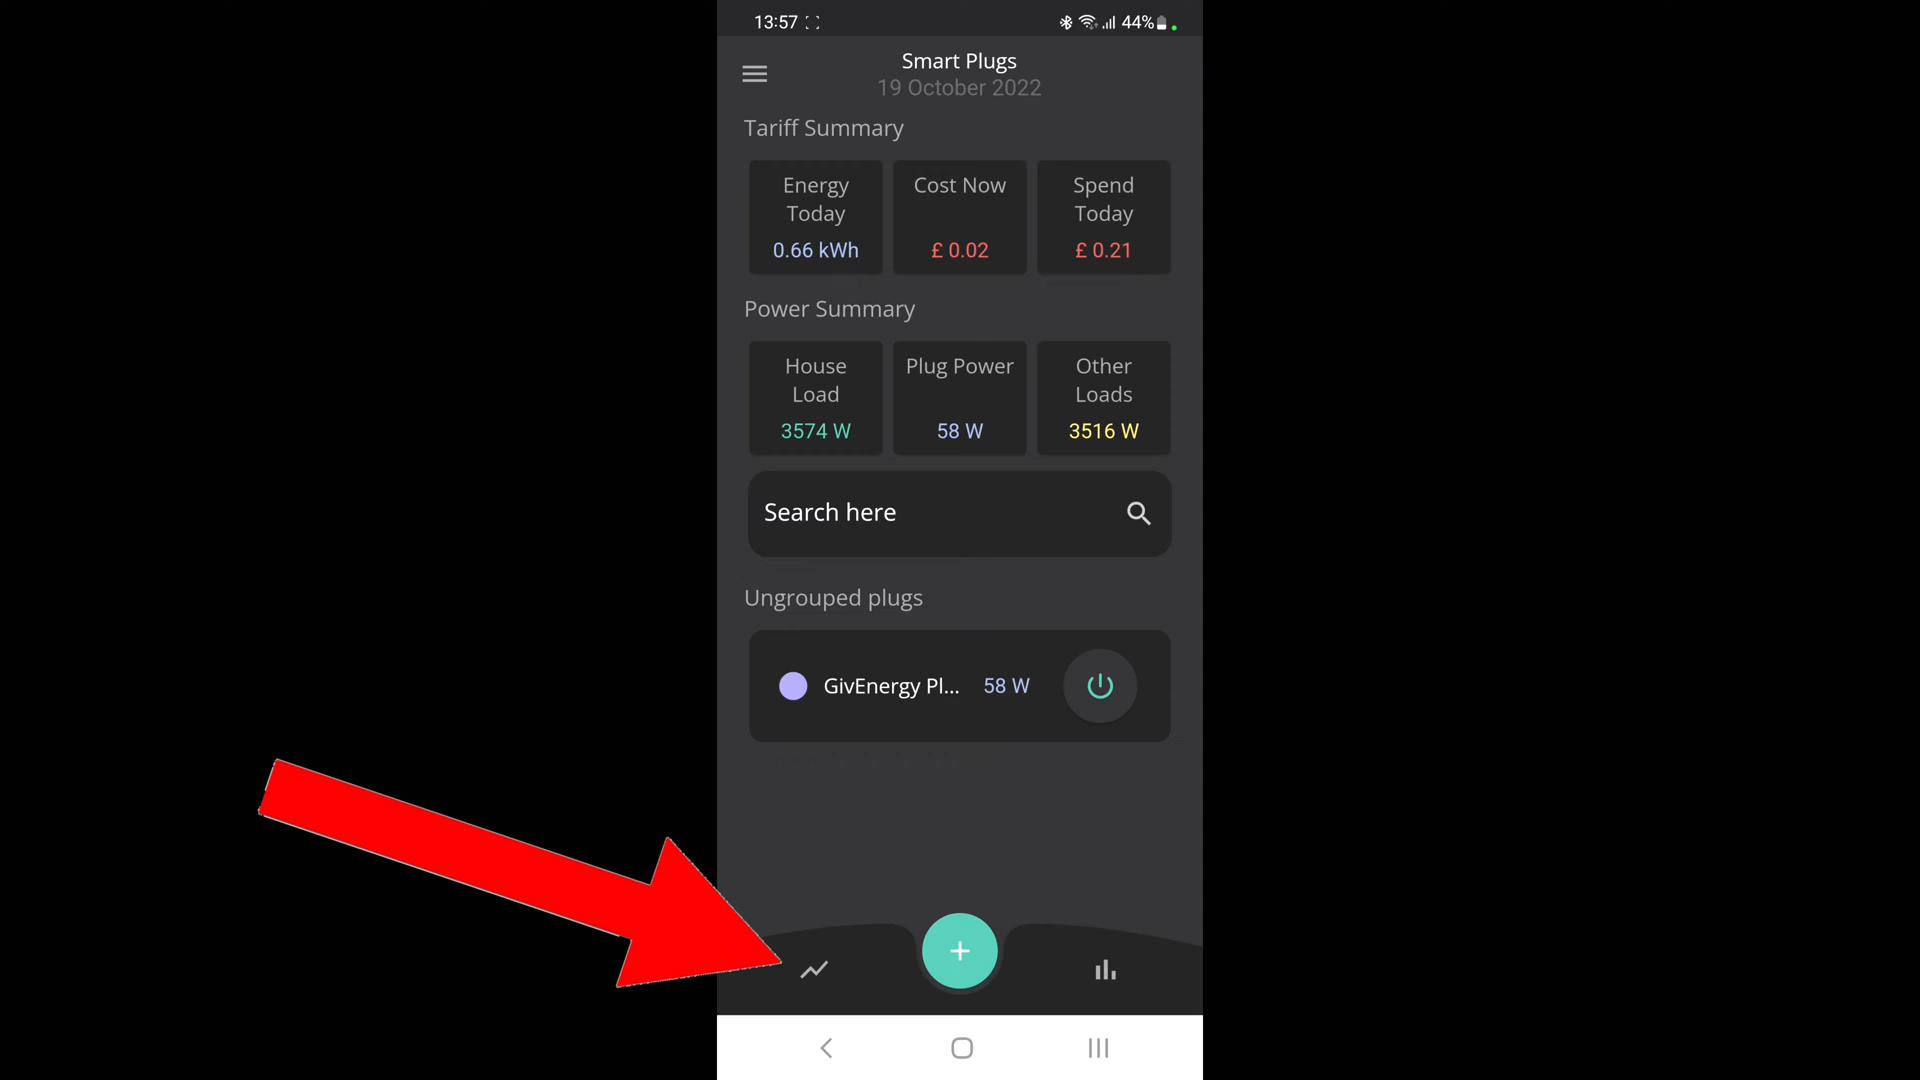 13:57
44%
Smart Plugs
19 October 2022
Tariff Summary
Energy Today
0.66 kWh
Cost Now
£ 0.02
Spend Today
£ 0.21
Power Summary
House Load
3574 W
Plug Power
58 W
Other Loads
3516 W
Search here
Ungrouped plugs
GivEnergy Pl... 58 W